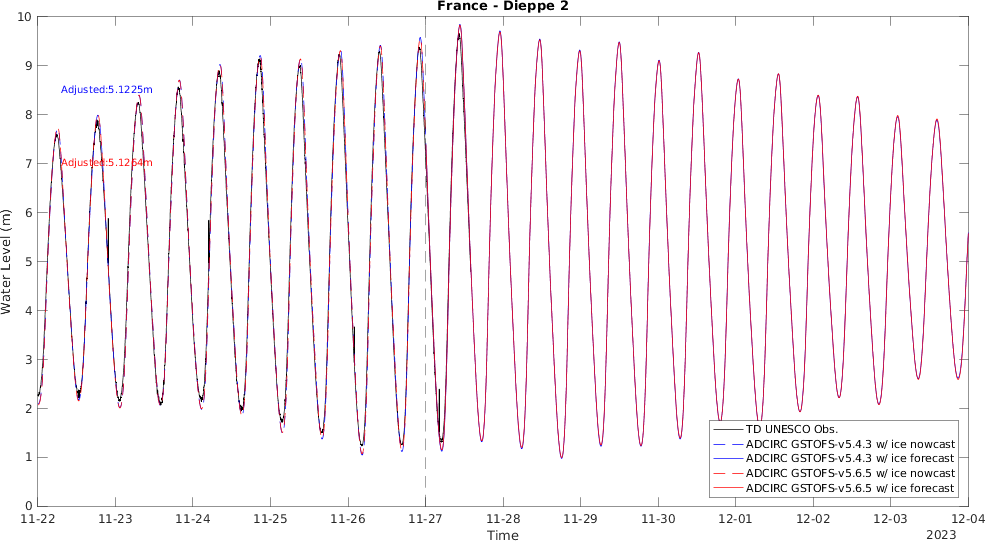 France - Dieppe 2
10
9
8
7
6
5
4
3
2
1
0
Water Level (m)
Adjusted:5.1225m
Adjusted:5.1264m
TD UNESCO Obs.
ADCIRC GSTOFS-v5.4.3 w/ ice nowcast
ADCIRC GSTOFS-v5.4.3 w/ ice forecast
ADCIRC GSTOFS-v5.6.5 w/ ice nowcast
ADCIRC GSTOFS-v5.6.5 w/ ice forecast
11-22 11-23 11-24 11-25 11-26 11-27 11-28 11-29 11-30 12-01 12-02 12-03 12-04
Time
2023